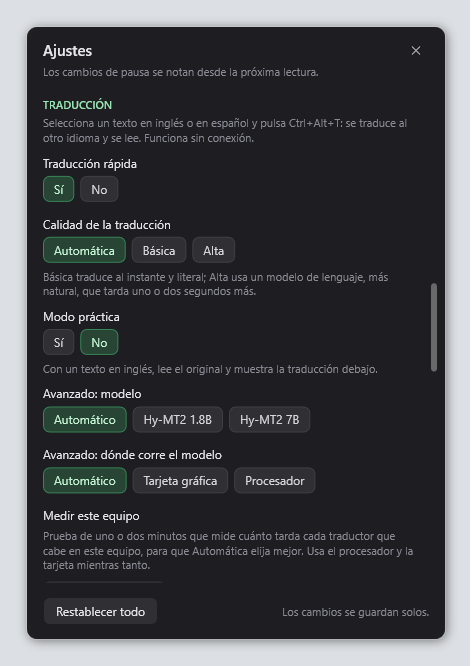 Ajustes
Los cambios de pausa se notan desde la próxima lectura.
TRADUCCIÓN
Selecciona un texto en inglés o en español y pulsa Ctrl+Alt+T: se traduce al
otro idioma y se lee. Funciona sin conexión.
Traducción rápida
Sí No
Calidad de la traducción
Automática Básica Alta
Básica traduce al instante y literal; Alta usa un modelo de lenguaje, más
natural, que tarda uno o dos segundos más.
Modo práctica
Sí No
Con un texto en inglés, lee el original y muestra la traducción debajo.
Avanzado: modelo
Automático Hy-MT2 1.8B Hy-MT2 7B
Avanzado: dónde corre el modelo
Automático Tarjeta gráfica Procesador
Medir este equipo
Prueba de uno o dos minutos que mide cuánto tarda cada traductor que
cabe en este equipo, para que Automática elija mejor. Usa el procesador y la
tarjeta mientras tanto.
Restablecer todo Los cambios se guardan solos.